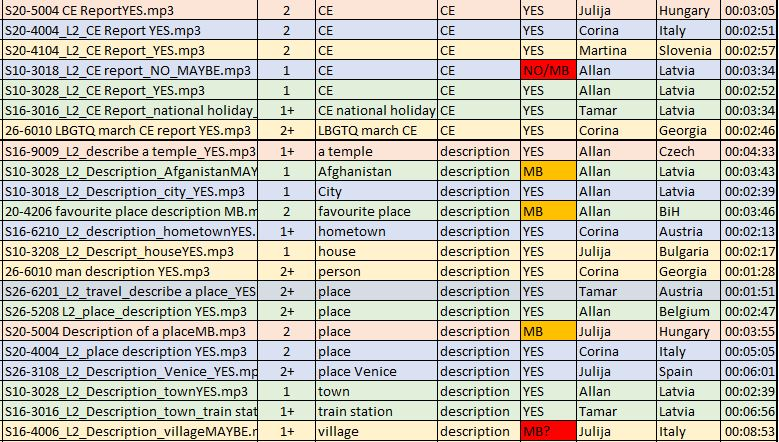 S20-5004 CE ReportYES.mp3 2 CE CE YES Julija Hungary 00:03:05
S20-4004_L2_CE Report YES.mp3 2 CE CE YES Corina Italy 00:02:51
S20-4104_L2_CE Report_YES.mp3 2 CE CE YES Martina Slovenia 00:02:57
S10-3018_L2_CE report_NO_MAYBE.mp3 1 CE CE NO/MB Allan Latvia 00:03:34
S10-3028_L2_CE Report_YES.mp3 1 CE CE YES Allan Latvia 00:02:52
S16-3016_L2_CE Report_national holiday_ 1+ CE national holiday CE YES Tamar Latvia 00:01:34
26-6010 LBGTQ march CE report YES.mp3 2+ LBGTQ march CE CE YES Corina Georgia 00:02:46
S16-9009_L2_describe a temple_YES.mp3 1+ a temple description YES Allan Czech 00:04:33
S10-3028_L2_Description_AfganistanMAY 1 Afghanistan description MB Allan Latvia 00:03:43
S10-3018_L2_Description_city_YES.mp3 1 City description YES Allan Latvia 00:02:39
20-4206 favourite place description MB.m 2 favourite place description MB Allan BiH 00:03:46
S16-6210_L2_description_hometownYES. 1+ hometown description YES Corina Austria 00:02:13
S10-3208_L2_Descript_houseYES.mp3 1 house description YES Julija Bulgaria 00:02:17
26-6010 man description YES.mp3 2+ person description YES Corina Georgia 00:01:28
S26-6201_L2_travel_describe a place_YES 2+ place description YES Tamar Austria 00:01:51
S26-5208 L2_place_description YES.mp3 2+ place description YES Allan Belgium 00:02:47
S20-5004 Description of a placeMB.mp3 2 place description MB Julija Hungary 00:03:55
S20-4004_L2_place description YES.mp3 2 place description YES Corina Italy 00:05:05
S26-3108_L2_Description_Venice_YES.mp 2+ place Venice description YES Julija Spain 00:06:01
S10-3028_L2_Description_townYES.mp3 1 town description YES Allan Latvia 00:02:39
S16-3016_L2_Description_town_train stat 1+ train station description YES Tamar Latvia 00:06:56
S16-4006_L2_Description_villageMAYBE.r 1+ village description MB? Julija Italy 00:08:53